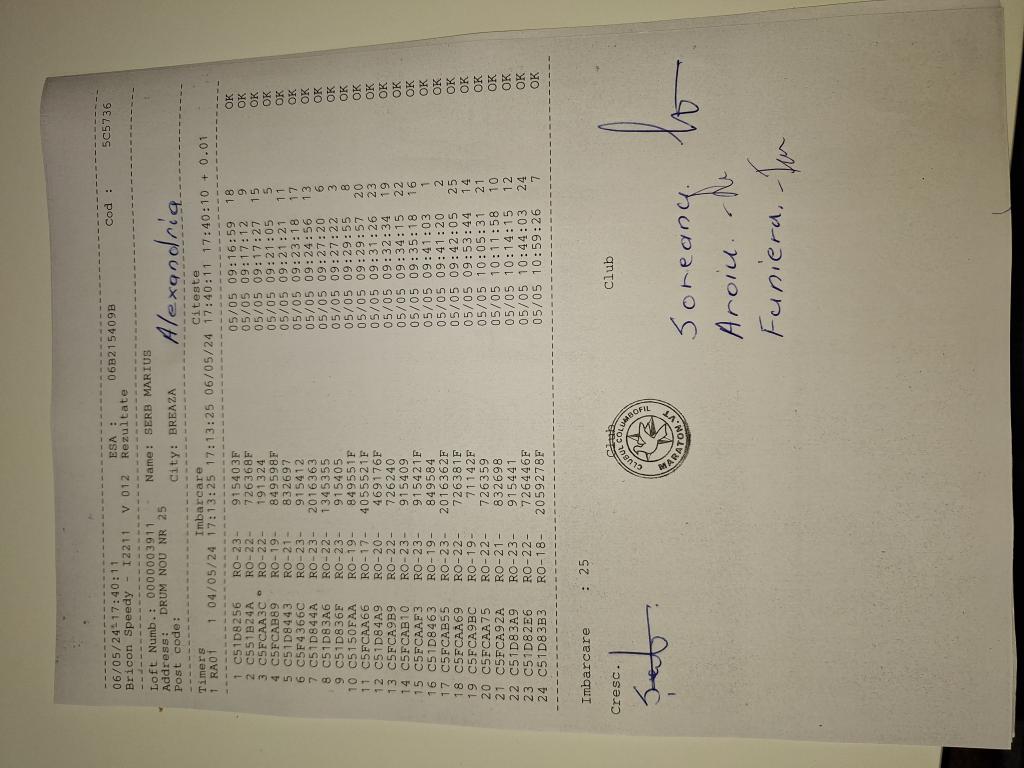 06/05/24 17:40:11 ESA : 06B215409B Cod : 5C5736
Bricon Speedy - I2211 V 012 Rezultate
Loft Numb.: 0000003911 Name: SERB MARIUS
Address: DRUM NOU NR 25
Post code: City: BREAZA Alexandria
Timers Imbarcare Citeste
1 RA01 1 04/05/24 17:13:25 17:13:25 06/05/24 17:40:11 17:40:10 + 0.01
1 C51D8256 RO-23- 915403F 05/05 09:16:59 18 OK
2 C551B24A RO-22- 726368F 05/05 09:17:12 9 OK
3 C5FCAA3C RO-22- 191324 05/05 09:17:27 15 OK
4 C5FCAB89 RO-19- 849598F 05/05 09:21:05 5 OK
5 C51D8443 RO-21- 832697 05/05 09:21:21 11 OK
6 C5F4366C RO-23- 915412 05/05 09:23:18 17 OK
7 C51D844A RO-23- 2016363 05/05 09:24:56 13 OK
8 C51D83A6 RO-22- 1345355 05/05 09:27:20 6 OK
9 C51D836F RO-23- 915405 05/05 09:27:22 3 OK
10 C5150FAA RO-19- 849551F 05/05 09:29:55 8 OK
11 C5FCAA66 RO-17- 4055521F 05/05 09:29:57 20 OK
12 C51D84A9 RO-20- 469176F 05/05 09:31:26 23 OK
13 C5FCA9B9 RO-22- 726240 05/05 09:32:34 19 OK
14 C5FCAB10 RO-23- 915409 05/05 09:34:15 22 OK
15 C5FCAAF3 RO-23- 915421F 05/05 09:35:18 16 OK
16 C51D8463 RO-19- 849584 05/05 09:41:03 1 OK
17 C5FCAB55 RO-23- 2016362F 05/05 09:41:20 2 OK
18 C5FCAA69 RO-22- 726381F 05/05 09:42:05 25 OK
19 C5FCA9BC RO-19- 71142F 05/05 09:53:44 14 OK
20 C5FCAA75 RO-22- 726359 05/05 10:05:31 21 OK
21 C5FCA92A RO-21- 832698 05/05 10:11:58 10 OK
22 C51D83A9 RO-23- 915441 05/05 10:14:15 12 OK
23 C51D82E6 RO-22- 726446F 05/05 10:44:03 24 OK
24 C51D83B3 RO-18- 2059278F 05/05 10:59:26 7 OK
Imbarcare : 25
Cresc. Club Club
CLUBUL COLUMBOFIL
MARATON.VT
Soreanu
Aroiu
Funieru